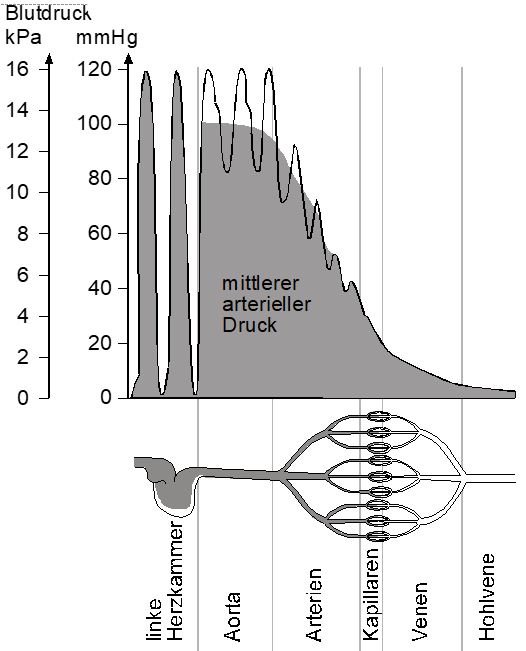 Blutdruck
kPa
mmHg
16
14
12
10
8
6
4
2
0
120
100
80
60
40
20
0
mittlerer
arterieller
Druck
linke
Herzkammer
Aorta
Arterien
Kapillaren
Venen
Hohlvene